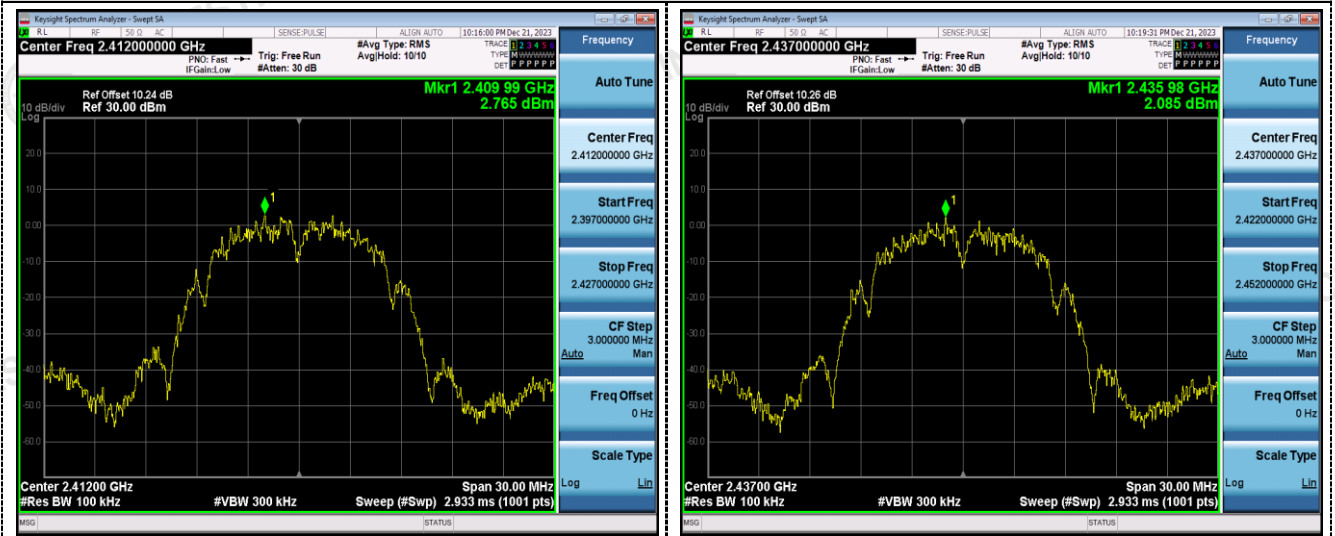 Keysight Spectrum Analyzer - Swept SA
RL RF 50 Ω AC SENSE:PULSE ALIGN AUTO 10:16:00 PM Dec 21, 2023
Center Freq 2.412000000 GHz
PNO: Fast Trig: Free Run
IFGain:Low #Atten: 30 dB
#Avg Type: RMS
Avg|Hold: 10/10
TRACE 1 2 3 4 5 6
TYPE M WWWWW
DET P P P P P P
Mkr1 2.409 99 GHz
2.765 dBm
Ref Offset 10.24 dB
10 dB/div Ref 30.00 dBm
Log
20.0
10.0
0.00
-10.0
-20.0
-30.0
-40.0
-50.0
-60.0
1
Center 2.41200 GHz Span 30.00 MHz
#Res BW 100 kHz #VBW 300 kHz Sweep (#Swp) 2.933 ms (1001 pts)
MSG STATUS
Frequency
Auto Tune
Center Freq
2.412000000 GHz
Start Freq
2.397000000 GHz
Stop Freq
2.427000000 GHz
CF Step
3.000000 MHz
Auto Man
Freq Offset
0 Hz
Scale Type
Log Lin
Keysight Spectrum Analyzer - Swept SA
RL RF 50 Ω AC SENSE:PULSE ALIGN AUTO 10:19:31 PM Dec 21, 2023
Center Freq 2.437000000 GHz
PNO: Fast Trig: Free Run
IFGain:Low #Atten: 30 dB
#Avg Type: RMS
Avg|Hold: 10/10
TRACE 1 2 3 4 5 6
TYPE M WWWWW
DET P P P P P P
Mkr1 2.435 98 GHz
2.085 dBm
Ref Offset 10.26 dB
10 dB/div Ref 30.00 dBm
Log
20.0
10.0
0.00
-10.0
-20.0
-30.0
-40.0
-50.0
-60.0
1
Center 2.43700 GHz Span 30.00 MHz
#Res BW 100 kHz #VBW 300 kHz Sweep (#Swp) 2.933 ms (1001 pts)
MSG STATUS
Frequency
Auto Tune
Center Freq
2.437000000 GHz
Start Freq
2.422000000 GHz
Stop Freq
2.452000000 GHz
CF Step
3.000000 MHz
Auto Man
Freq Offset
0 Hz
Scale Type
Log Lin